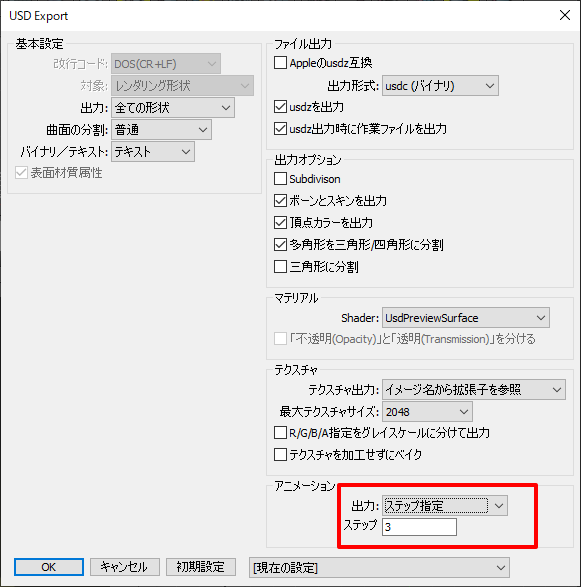 USD Export
基本設定
改行コード: DOS(CR+LF)
対象: レンダリング形状
出力: 全ての形状
曲面の分割: 普通
バイナリ／テキスト: テキスト
表面材質属性
ファイル出力
Appleのusdz互換
出力形式: usdc (バイナリ)
usdzを出力
usdz出力時に作業ファイルを出力
出力オプション
Subdivison
ボーンとスキンを出力
頂点カラーを出力
多角形を三角形/四角形に分割
三角形に分割
マテリアル
Shader: UsdPreviewSurface
「不透明(Opacity)」と「透明(Transmission)」を分ける
テクスチャ
テクスチャ出力: イメージ名から拡張子を参照
最大テクスチャサイズ: 2048
R/G/B/A指定をグレイスケールに分けて出力
テクスチャを加工せずにベイク
アニメーション
出力: ステップ指定
ステップ 3
OK キャンセル 初期設定 [現在の設定]